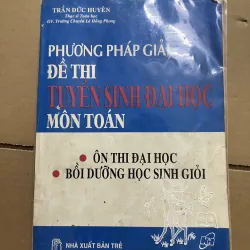 TRẦN ĐỨC HUYÊN
Thạc sĩ Toán học
GV. Trường Chuyên Lê Hồng Phong
PHƯƠNG PHÁP GIẢI
ĐỀ THI
TUYỂN SINH ĐẠI HỌC
MÔN TOÁN
• ÔN THI ĐẠI HỌC
• BỒI DƯỠNG HỌC SINH GIỎI
NHÀ XUẤT BẢN TRẺ